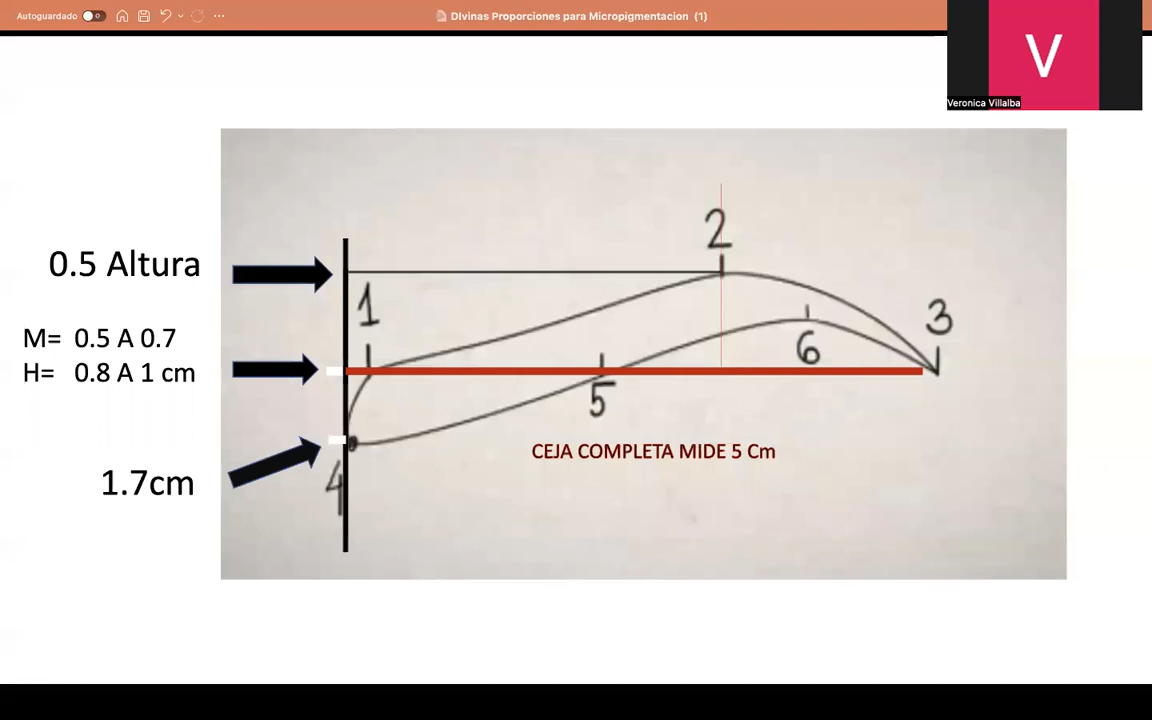 Autoguardado
DIvinas Proporciones para Micropigmentacion (1)
V
Veronica Villalba
2
0.5 Altura
1
3
M= 0.5 A 0.7
6
H= 0.8 A 1 cm
5
CEJA COMPLETA MIDE 5 Cm
1.7cm
4